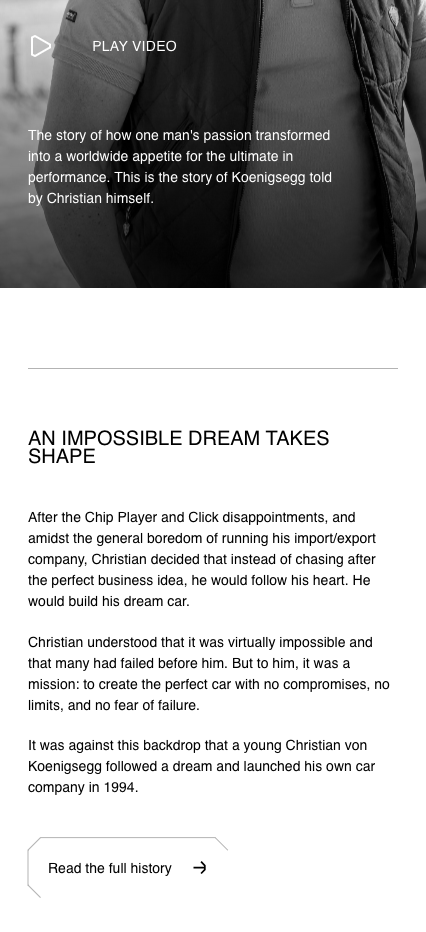 PLAY VIDEO
The story of how one man's passion transformed
into a worldwide appetite for the ultimate in
performance. This is the story of Koenigsegg told
by Christian himself.
AN IMPOSSIBLE DREAM TAKES
SHAPE
After the Chip Player and Click disappointments, and
amidst the general boredom of running his import/export
company, Christian decided that instead of chasing after
the perfect business idea, he would follow his heart. He
would build his dream car.
Christian understood that it was virtually impossible and
that many had failed before him. But to him, it was a
mission: to create the perfect car with no compromises, no
limits, and no fear of failure.
It was against this backdrop that a young Christian von
Koenigsegg followed a dream and launched his own car
company in 1994.
Read the full history